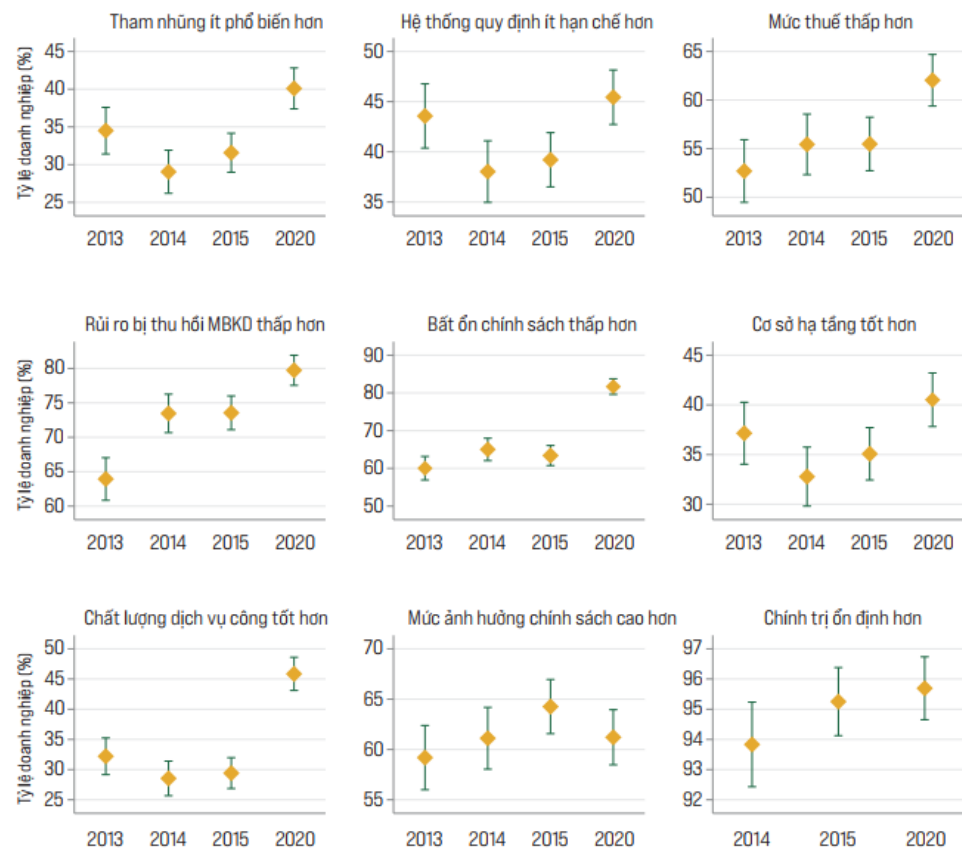 Tham nhũng ít phổ biến hơn
Tỷ lệ doanh nghiệp (%)
45
40
35
30
25
2013 2014 2015 2020
Hệ thống quy định ít hạn chế hơn
50
45
40
35
2013 2014 2015 2020
Mức thuế thấp hơn
65
60
55
50
2013 2014 2015 2020
Rủi ro bị thu hồi MBKD thấp hơn
Tỷ lệ doanh nghiệp (%)
80
75
70
65
60
2013 2014 2015 2020
Bất ổn chính sách thấp hơn
90
80
70
60
50
2013 2014 2015 2020
Cơ sở hạ tầng tốt hơn
45
40
35
30
2013 2014 2015 2020
Chất lượng dịch vụ công tốt hơn
Tỷ lệ doanh nghiệp (%)
50
45
40
35
30
25
2013 2014 2015 2020
Mức ảnh hưởng chính sách cao hơn
70
65
60
55
2013 2014 2015 2020
Chính trị ổn định hơn
97
96
95
94
93
92
2014 2015 2020